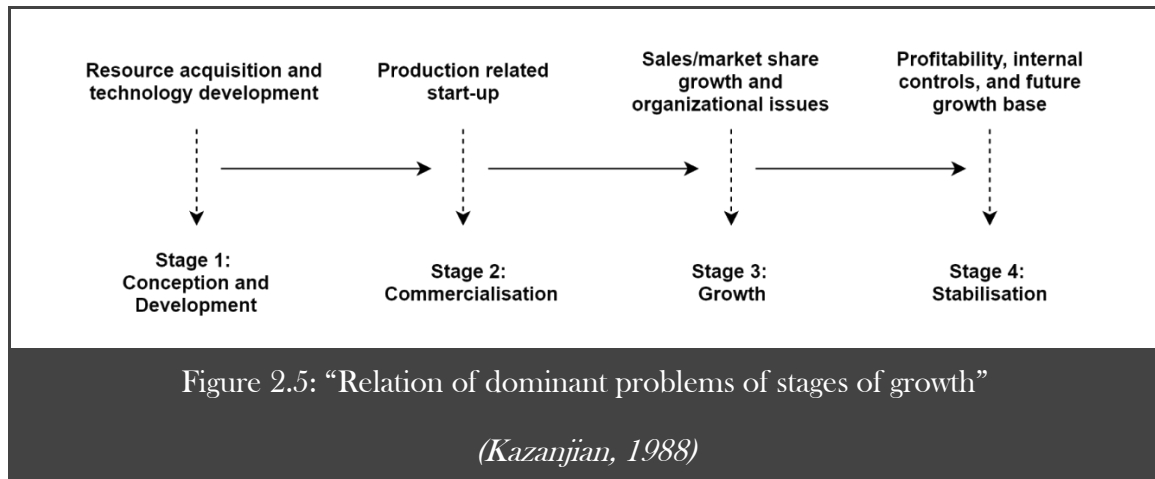 Resource acquisition and
technology development
Production related
start-up
Sales/market share
growth and
organizational issues
Profitability, internal
controls, and future
growth base
Stage 1:
Conception and
Development
Stage 2:
Commercialisation
Stage 3:
Growth
Stage 4:
Stabilisation
Figure 2.5: “Relation of dominant problems of stages of growth”
(Kazanjian, 1988)